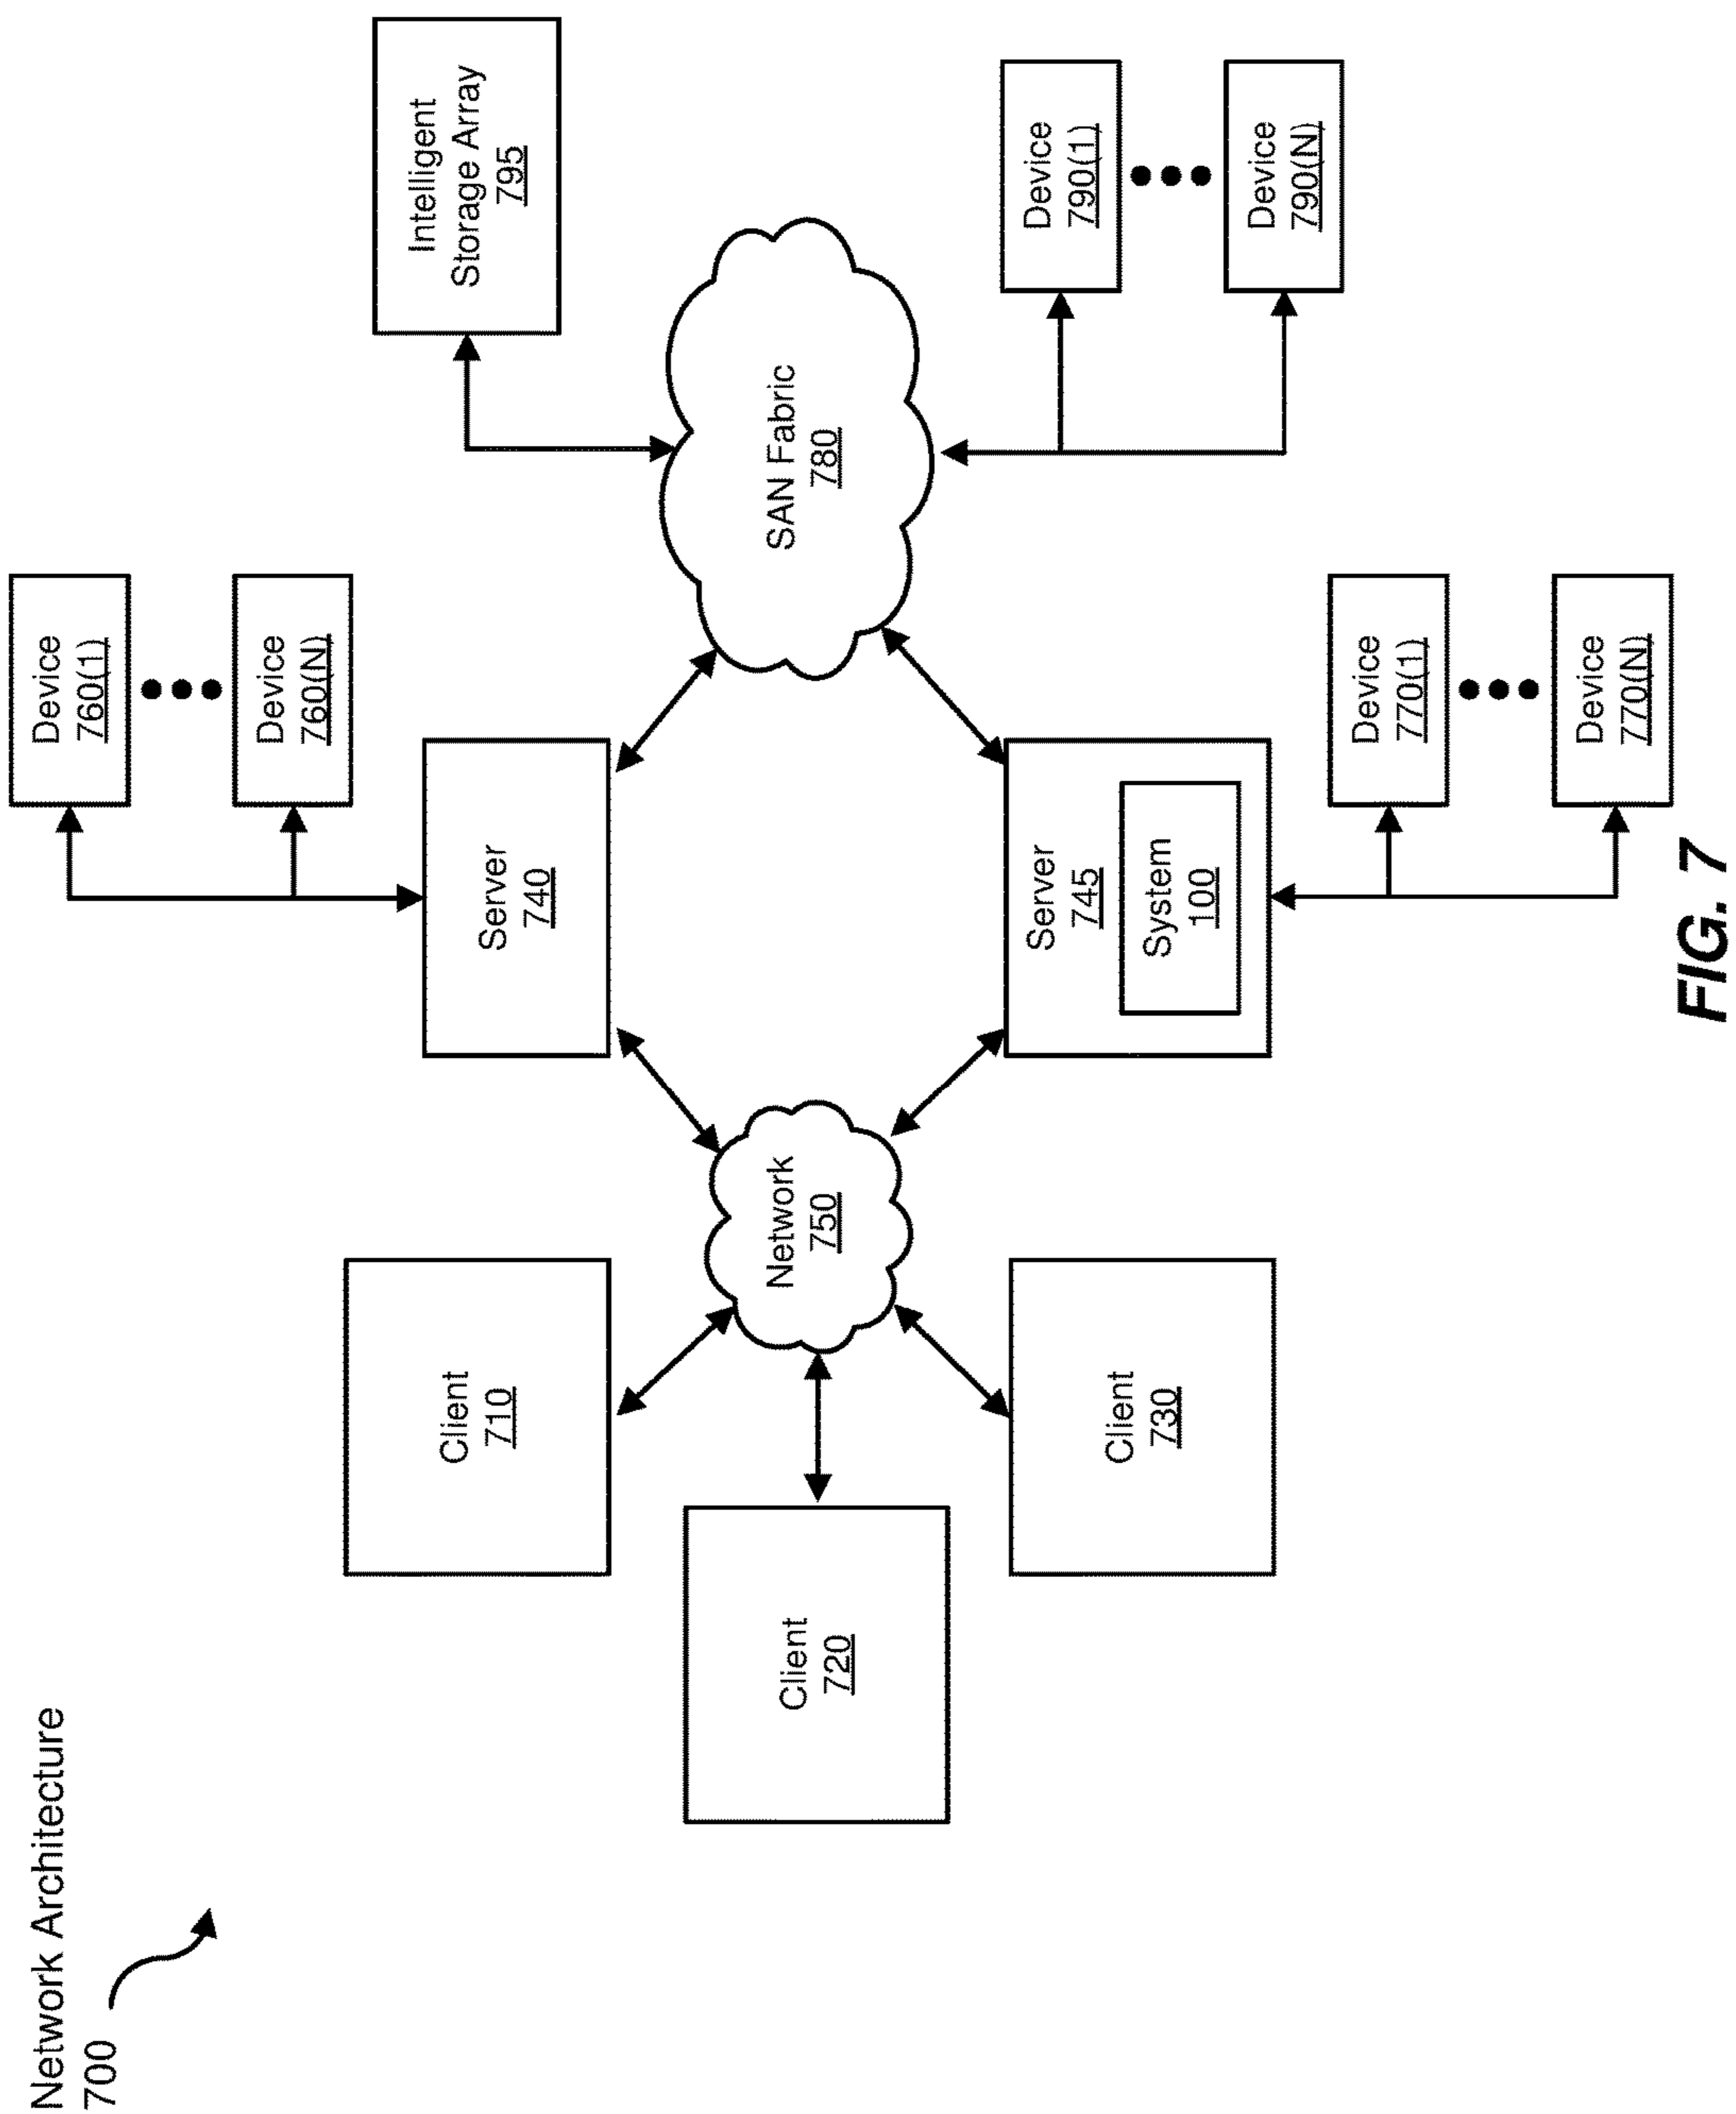 Network Architecture
700
Client
710
Client
720
Client
730
Network
750
Server
740
Server
745
System
100
Device
760(1)
Device
760(N)
Device
770(1)
Device
770(N)
SAN Fabric
780
Intelligent
Storage Array
795
Device
790(1)
Device
790(N)
FIG. 7